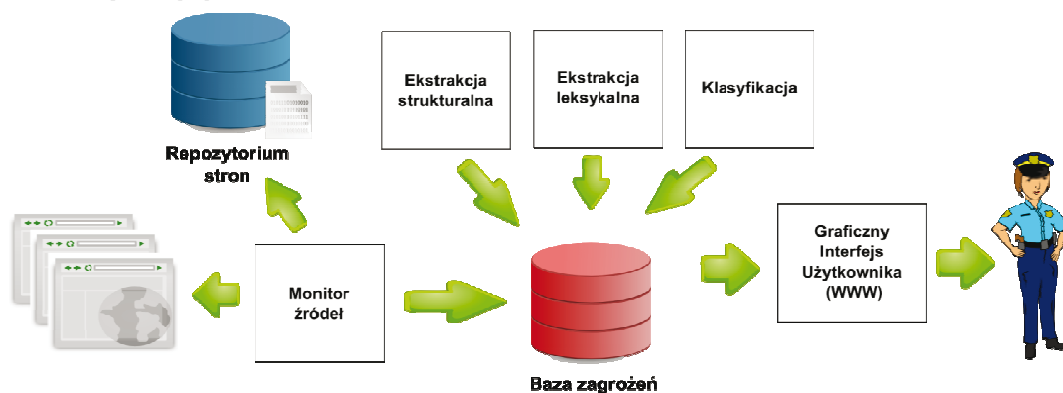 Ekstrakcja
strukturalna
Ekstrakcja
leksykalna
Klasyfikacja
Repozytorium
stron
Monitor
źródeł
Graficzny
Interfejs
Użytkownika
(WWW)
Baza zagrożeń